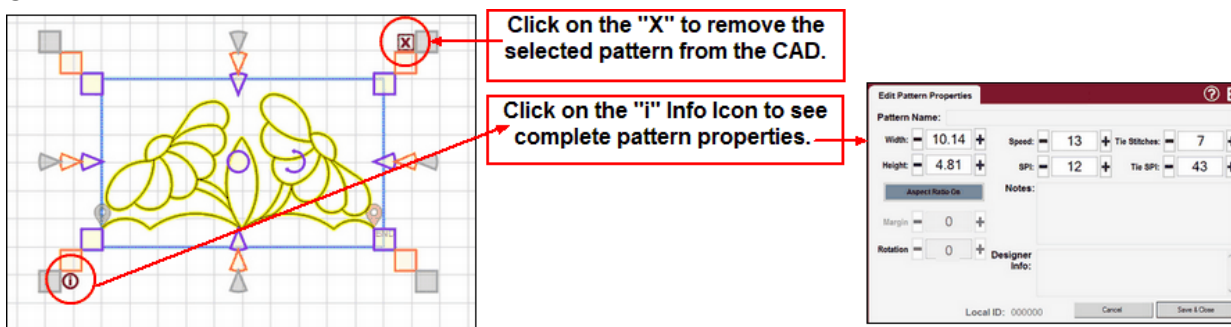 Click on the "X" to remove the
selected pattern from the CAD.
X
Click on the "i" Info Icon to see
complete pattern properties.
i
Edit Pattern Properties
?
Pattern Name:
Width: - 10.14 + Speed: - 13 + Tie Stitches: - 7 +
Height: - 4.81 + SPI: - 12 + Tie SPI: - 43 +
Aspect Ratio On
Notes:
Margin - 0 +
Rotation - 0 +
Designer
Info:
Local ID: 000000 Cancel Save & Close